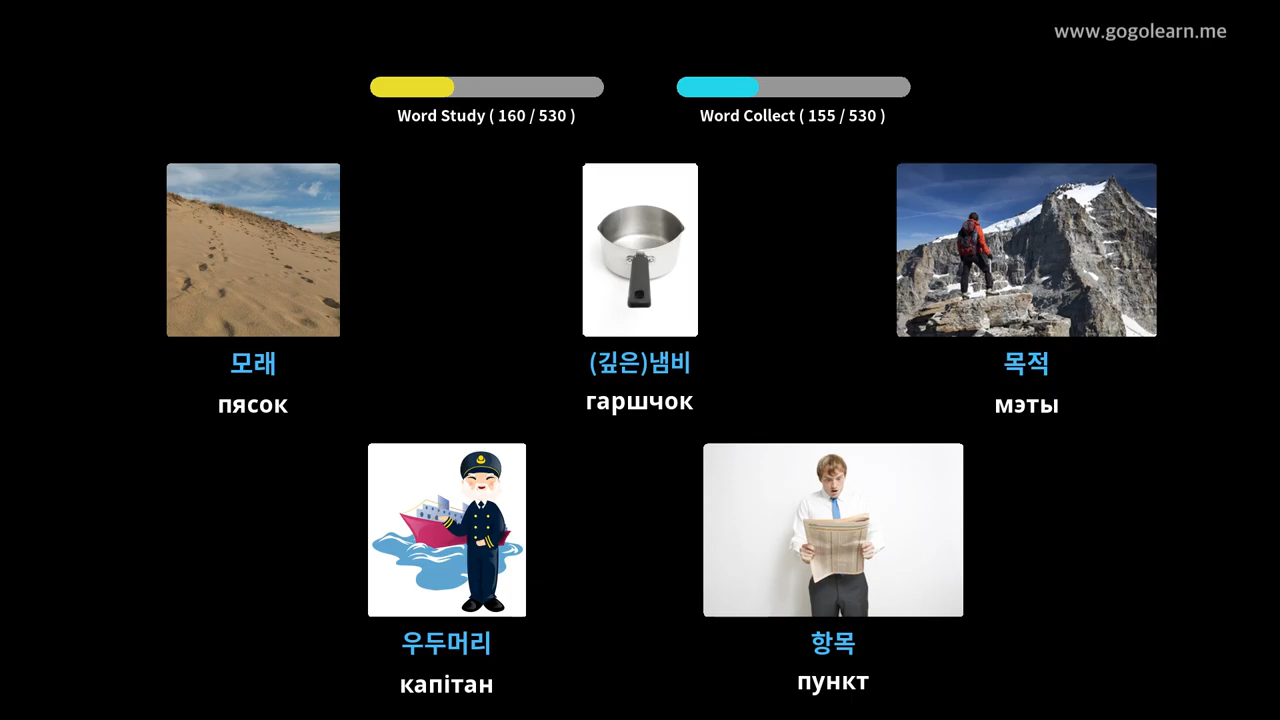 www.gogolearn.me
Word Study ( 160 / 530 )
Word Collect ( 155 / 530 )
모래
пясок
(깊은)냄비
гаршчок
목적
мэты
우두머리
капітан
항목
пункт